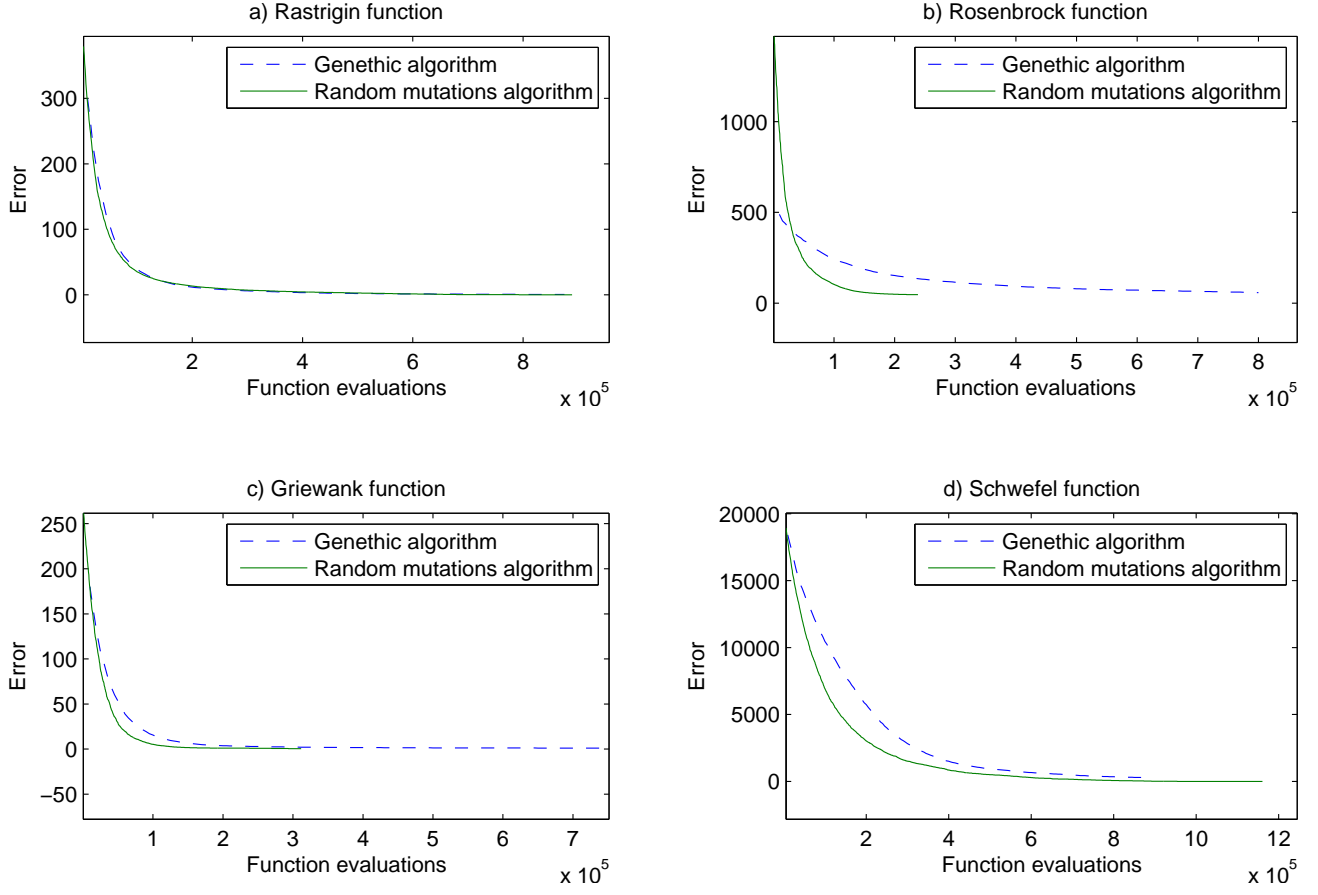 a) Rastrigin function
Genethic algorithm
Random mutations algorithm
300
200
100
0
Error
2
4
6
8
Function evaluations
x 10^5
b) Rosenbrock function
Genethic algorithm
Random mutations algorithm
1000
500
0
Error
1
2
3
4
5
6
7
8
Function evaluations
x 10^5
c) Griewank function
Genethic algorithm
Random mutations algorithm
250
200
150
100
50
0
−50
Error
1
2
3
4
5
6
7
Function evaluations
x 10^5
d) Schwefel function
Genethic algorithm
Random mutations algorithm
20000
15000
10000
5000
0
Error
2
4
6
8
10
12
Function evaluations
x 10^5